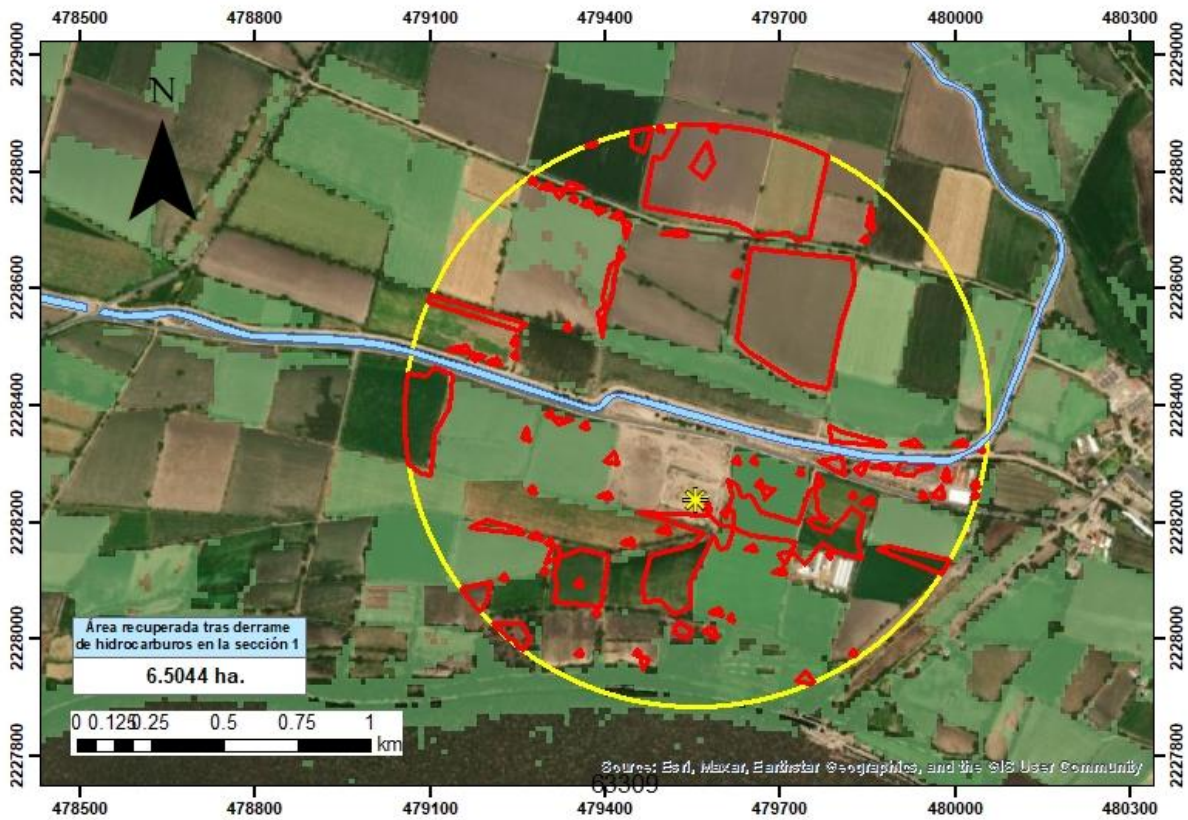 478500 478800 479100 479400 479700 480000 480300
2229000
2229000
N
2228800
2228800
2228600
2228600
2228400
2228400
2228200
2228200
2228000
2228000
2227800
2227800
Área recuperada tras derrame
de hidrocarburos en la sección 1
6.5044 ha.
0 0.125 0.25 0.5 0.75 1
km
Source: Esri, Maxar, Earthstar Geographics, and the GIS User Community
63309
478500 478800 479100 479400 479700 480000 480300